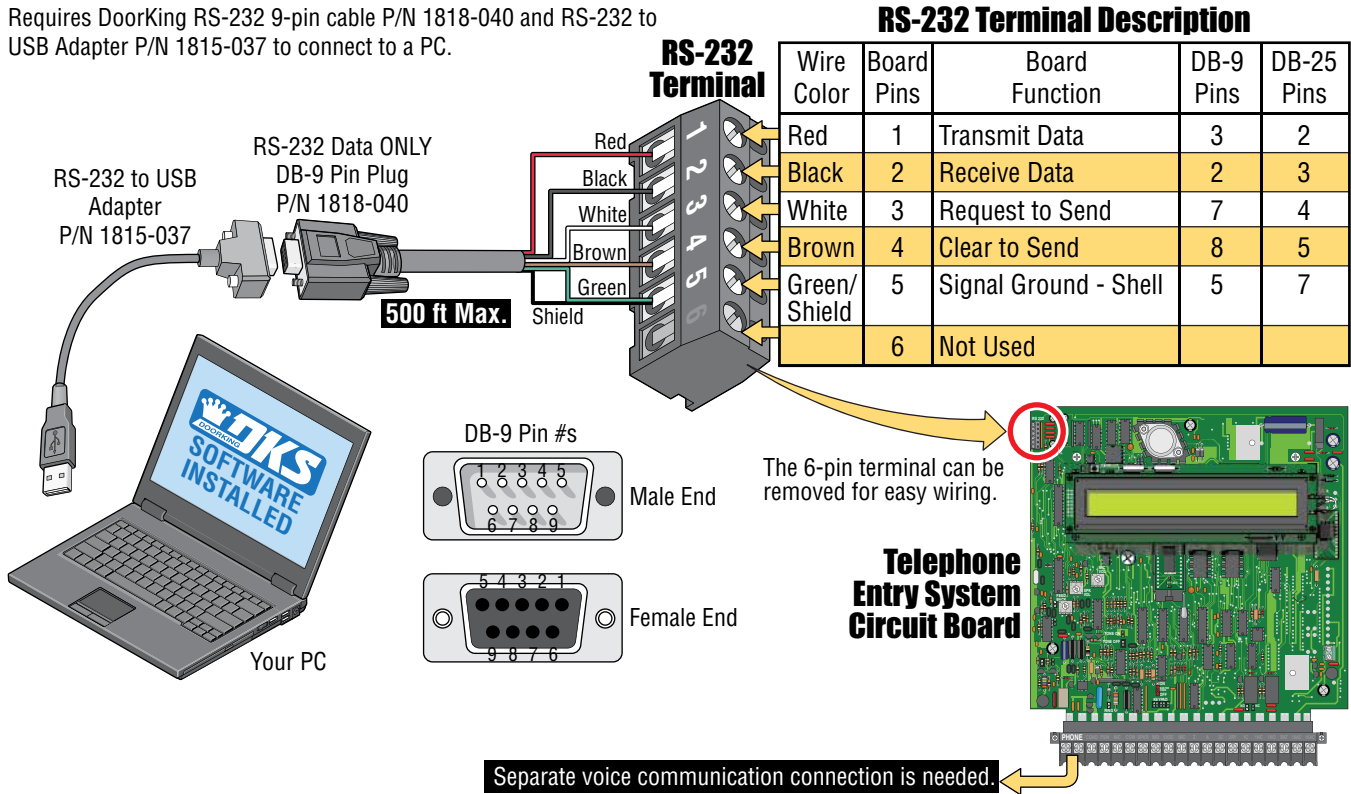 Requires DoorKing RS-232 9-pin cable P/N 1818-040 and RS-232 to
USB Adapter P/N 1815-037 to connect to a PC.
RS-232 Terminal Description
RS-232
Terminal
Wire Color Board Pins Board Function DB-9 Pins DB-25 Pins
Red 1 Transmit Data 3 2
Black 2 Receive Data 2 3
White 3 Request to Send 7 4
Brown 4 Clear to Send 8 5
Green/ Shield 5 Signal Ground - Shell 5 7
6 Not Used
RS-232 to USB
Adapter
P/N 1815-037
RS-232 Data ONLY
DB-9 Pin Plug
P/N 1818-040
Red
Black
White
Brown
Green
Shield
500 ft Max.
1
2
3
4
5
6
DOORKING
DKS
SOFTWARE
INSTALLED
Your PC
DB-9 Pin #s
1 2 3 4 5
6 7 8 9
Male End
5 4 3 2 1
9 8 7 6
Female End
The 6-pin terminal can be
removed for easy wiring.
Telephone
Entry System
Circuit Board
RS 232
PHONE
Separate voice communication connection is needed.